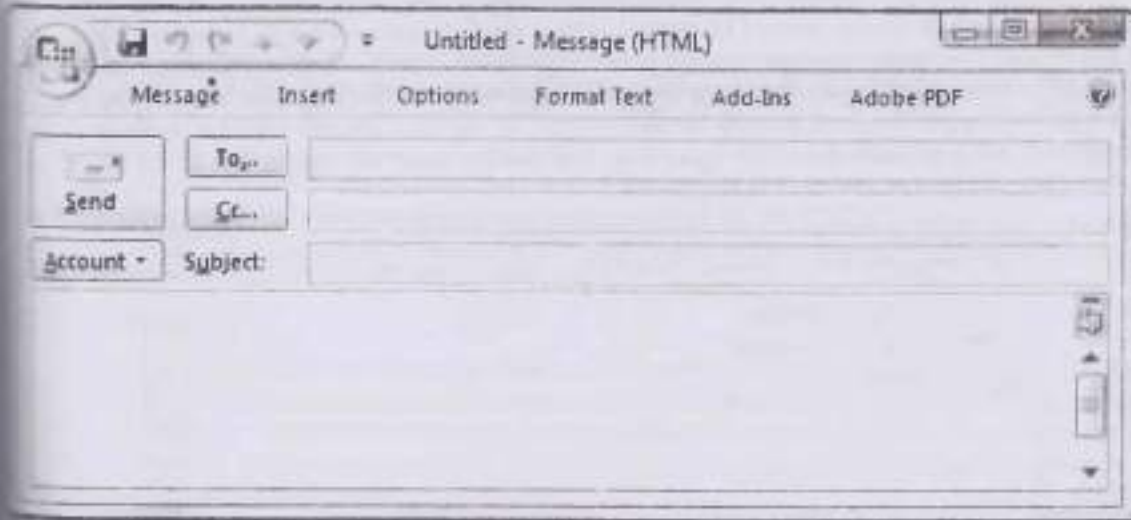 Untitled - Message (HTML)
Message Insert Options Format Text Add-Ins Adobe PDF
To...
Send
Cc...
Account Subject: